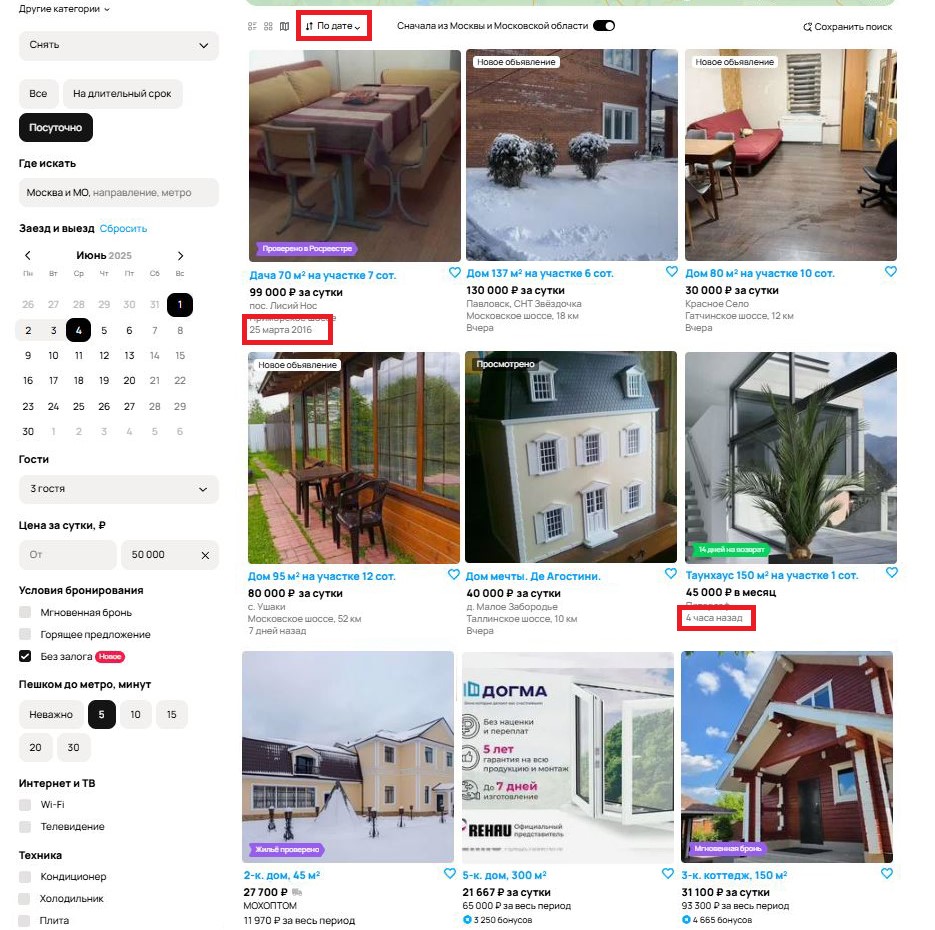 Другие категории
Снять
Все
На длительный срок
Посуточно
Где искать
Москва и МО, направление, метро
Заезд и выезд Сбросить
Июнь 2025
Пн Вт Ср Чт Пт Сб Вс
26 27 28 29 30 31 1
2 3 4 5 6 7 8
9 10 11 12 13 14 15
16 17 18 19 20 21 22
23 24 25 26 27 28 29
30 1 2 3 4 5 6
Гости
3 гостя
Цена за сутки, ₽
От
50 000
Условия бронирования
Мгновенная бронь
Горящее предложение
Без залога Новое
Пешком до метро, минут
Неважно 5 10 15
20 30
Интернет и ТВ
Wi-Fi
Телевидение
Техника
Кондиционер
Холодильник
Плита
По дате
Сначала из Москвы и Московской области
Сохранить поиск
Проверено в Росреестре
Дача 70 м² на участке 7 сот.
99 000 ₽ за сутки
пос. Лисий Нос
Приморское шоссе
25 марта 2016
Новое объявление
Дом 137 м² на участке 6 сот.
130 000 ₽ за сутки
Павловск, СНТ Звёздочка
Московское шоссе, 18 км
Вчера
Новое объявление
Дом 80 м² на участке 10 сот.
30 000 ₽ за сутки
Красное Село
Гатчинское шоссе, 12 км
Вчера
Новое объявление
Дом 95 м² на участке 12 сот.
80 000 ₽ за сутки
с. Ушаки
Московское шоссе, 52 км
7 дней назад
Просмотрено
Дом мечты. Де Агостини.
40 000 ₽ за сутки
д. Малое Забородье
Таллинское шоссе, 10 км
Вчера
14 дней на возврат
Таунхаус 150 м² на участке 1 сот.
45 000 ₽ в месяц
4 часа назад
Жильё проверено
2-к. дом, 45 м²
27 700 ₽
МОХОПТОМ
11 970 ₽ за весь период
ДОГМА
Без наценки
и переплат
5 лет
гарантия на всю
продукцию и монтаж
До 7 дней
изготовление
REHAU Официальный
представитель
5-к. дом, 300 м²
21 667 ₽ за сутки
65 000 ₽ за весь период
3 250 бонусов
Мгновенная бронь
3-к. коттедж, 150 м²
31 100 ₽ за сутки
93 300 ₽ за весь период
4 665 бонусов